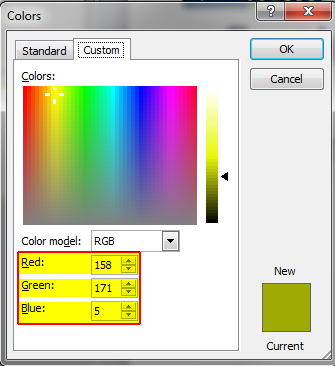 Colors
?
Standard
Custom
OK
Cancel
Colors:
Color model: RGB
Red: 158
Green: 171
Blue: 5
New
Current